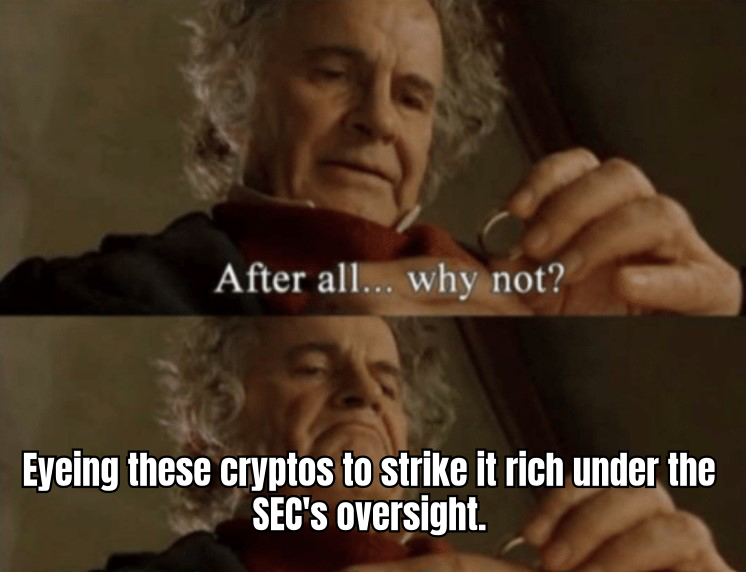 After all... why not?
Eyeing these cryptos to strike it rich under the
SEC's oversight.